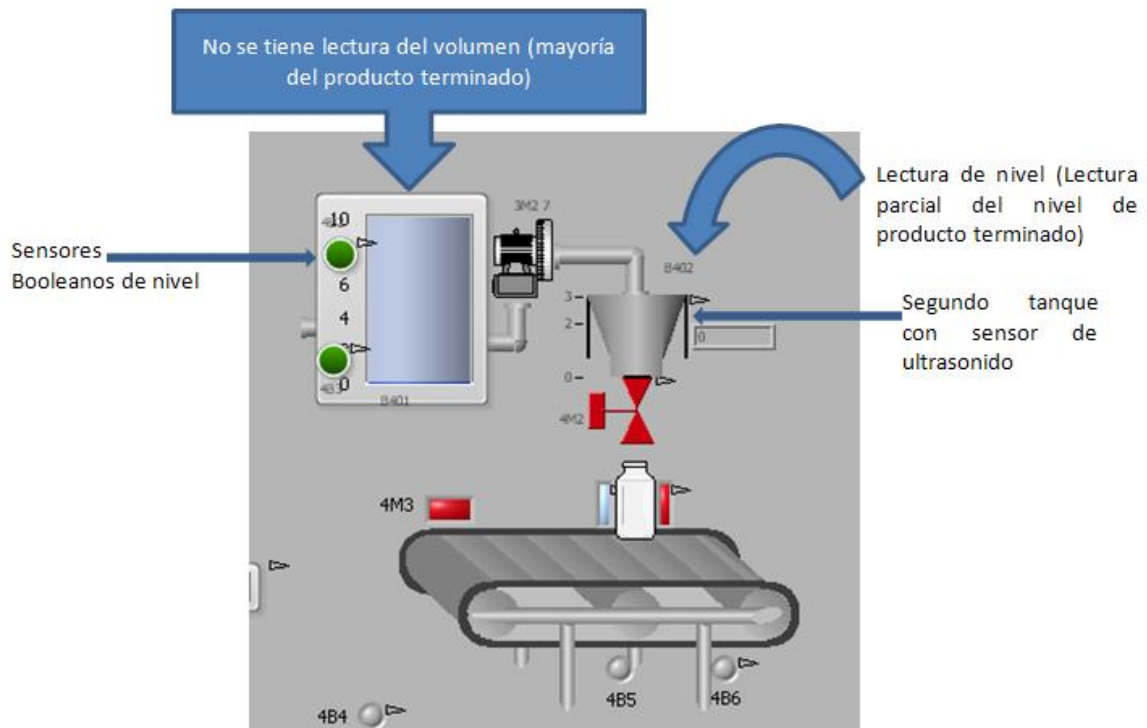 No se tiene lectura del volumen (mayoría
del producto terminado)
Lectura de nivel (Lectura
parcial del nivel de
producto terminado)
Sensores
Booleanos de nivel
Segundo tanque
con sensor de
ultrasonido
10
6
4
0
4B3
B401
3M2 7
B402
3
2
0
0
4M2
4M3
4B5
4B6
4B4